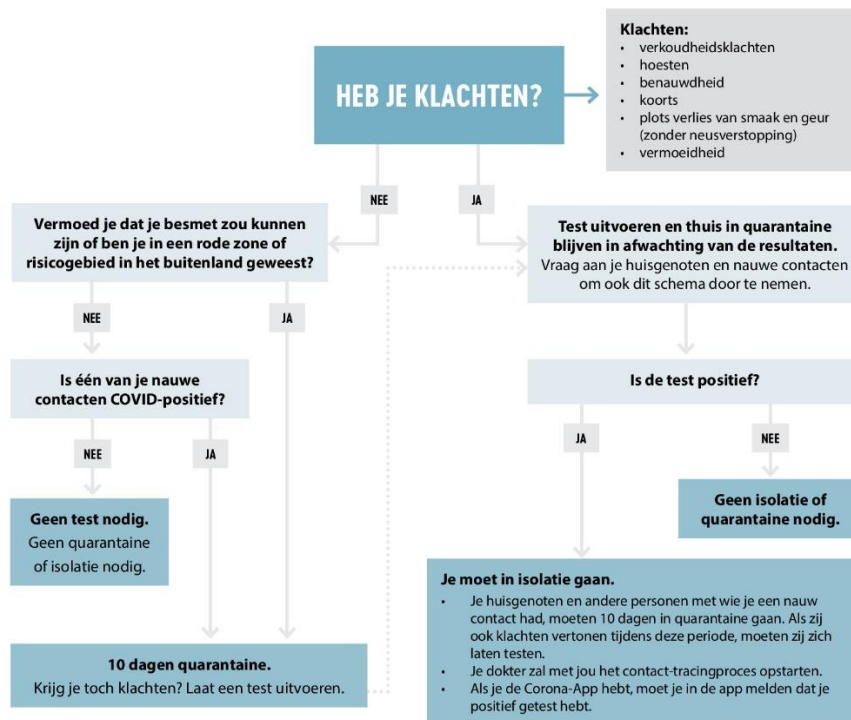 HEB JE KLACHTEN?
Klachten:
• verkoudheidsklachten
• hoesten
• benauwdheid
• koorts
• plots verlies van smaak en geur
(zonder neusverstopping)
• vermoeidheid
NEE
JA
Vermoed je dat je besmet zou kunnen
zijn of ben je in een rode zone of
risicogebied in het buitenland geweest?
Test uitvoeren en thuis in quarantaine
blijven in afwachting van de resultaten.
Vraag aan je huisgenoten en nauwe contacten
om ook dit schema door te nemen.
NEE
JA
Is één van je nauwe
contacten COVID-positief?
Is de test positief?
NEE
JA
JA
NEE
Geen test nodig.
Geen quarantaine
of isolatie nodig.
Geen isolatie of
quarantaine nodig.
Je moet in isolatie gaan.
• Je huisgenoten en andere personen met wie je een nauw
contact had, moeten 10 dagen in quarantaine gaan. Als zij
ook klachten vertonen tijdens deze periode, moeten zij zich
laten testen.
• Je dokter zal met jou het contact-tracingproces opstarten.
• Als je de Corona-App hebt, moet je in de app melden dat je
positief getest hebt.
10 dagen quarantaine.
Krijg je toch klachten? Laat een test uitvoeren.